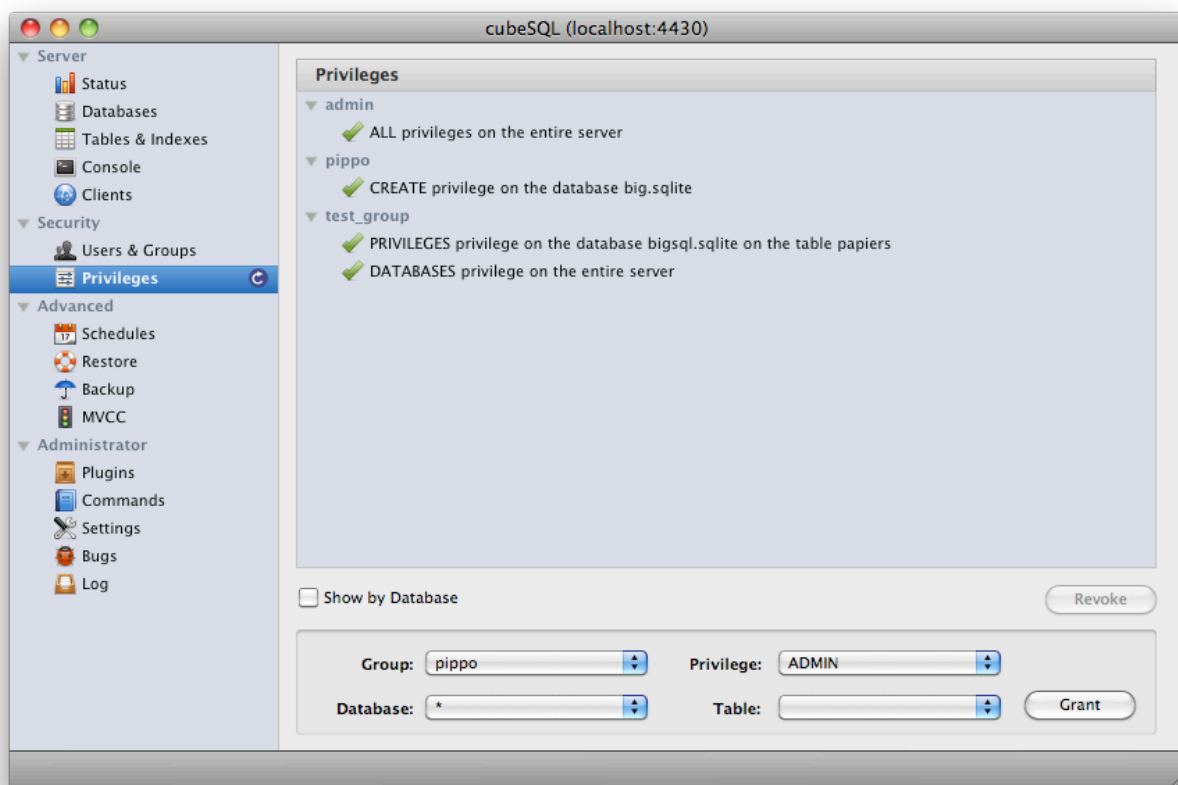 cubeSQL (localhost:4430)
Server
Status
Databases
Tables & Indexes
Console
Clients
Security
Users & Groups
Privileges
Advanced
Schedules
17
Restore
Backup
MVCC
Administrator
Plugins
Commands
Settings
Bugs
Log
Privileges
admin
ALL privileges on the entire server
pippo
CREATE privilege on the database big.sqlite
test_group
PRIVILEGES privilege on the database bigsql.sqlite on the table papiers
DATABASES privilege on the entire server
Show by Database
Revoke
Group: pippo
Privilege: ADMIN
Database: *
Table:
Grant